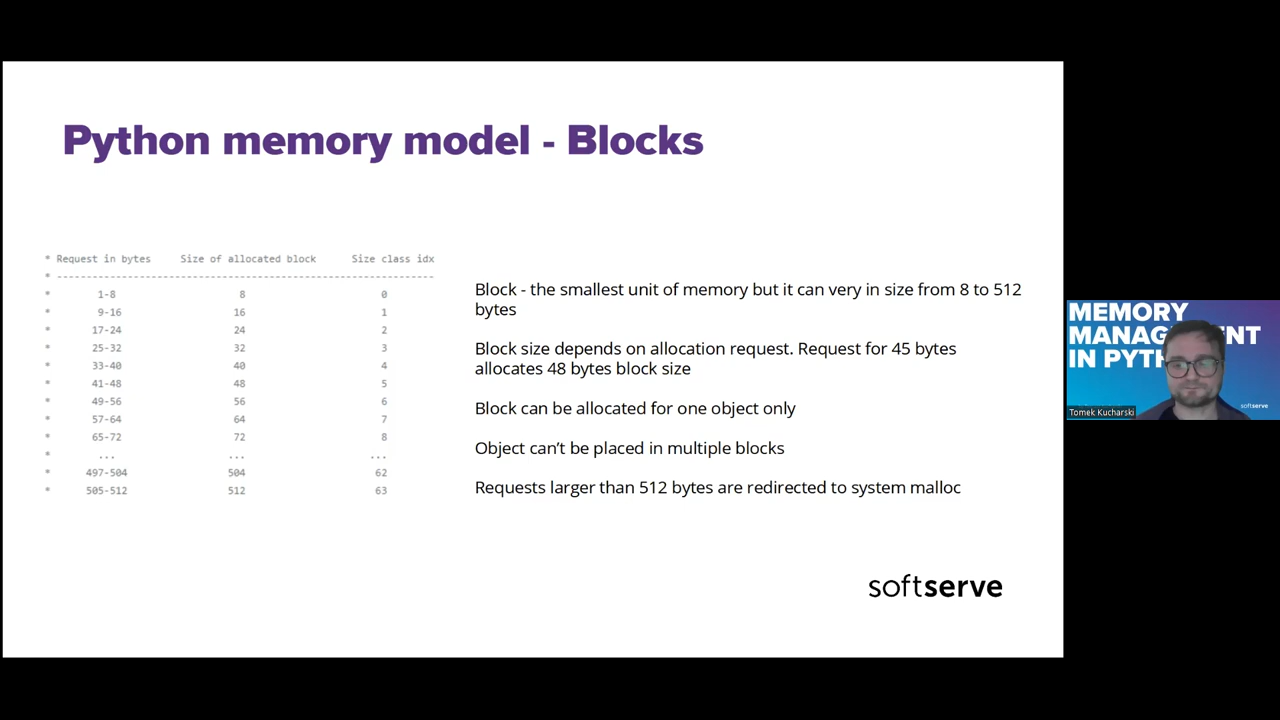 Python memory model - Blocks
* Request in bytes Size of allocated block Size class idx
* ----------------------------------------------------------------
* 1-8 8 0
* 9-16 16 1
* 17-24 24 2
* 25-32 32 3
* 33-40 40 4
* 41-48 48 5
* 49-56 56 6
* 57-64 64 7
* 65-72 72 8
* ... ... ...
* 497-504 504 62
* 505-512 512 63
Block - the smallest unit of memory but it can very in size from 8 to 512
bytes
Block size depends on allocation request. Request for 45 bytes
allocates 48 bytes block size
Block can be allocated for one object only
Object can't be placed in multiple blocks
Requests larger than 512 bytes are redirected to system malloc
softserve
MEMORY
MANAG ENT
IN PYTH
softserve
Tomek Kucharski